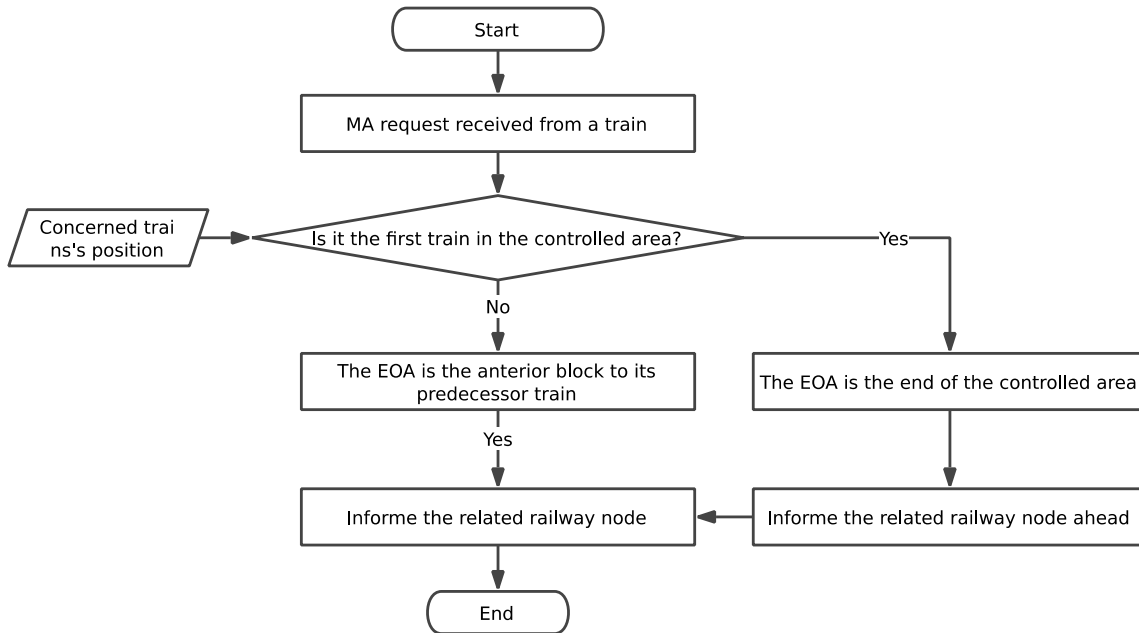 Start
MA request received from a train
Concerned trai
ns's position
Is it the first train in the controlled area?
Yes
No
The EOA is the anterior block to its
predecessor train
The EOA is the end of the controlled area
Yes
Informe the related railway node
Informe the related railway node ahead
End